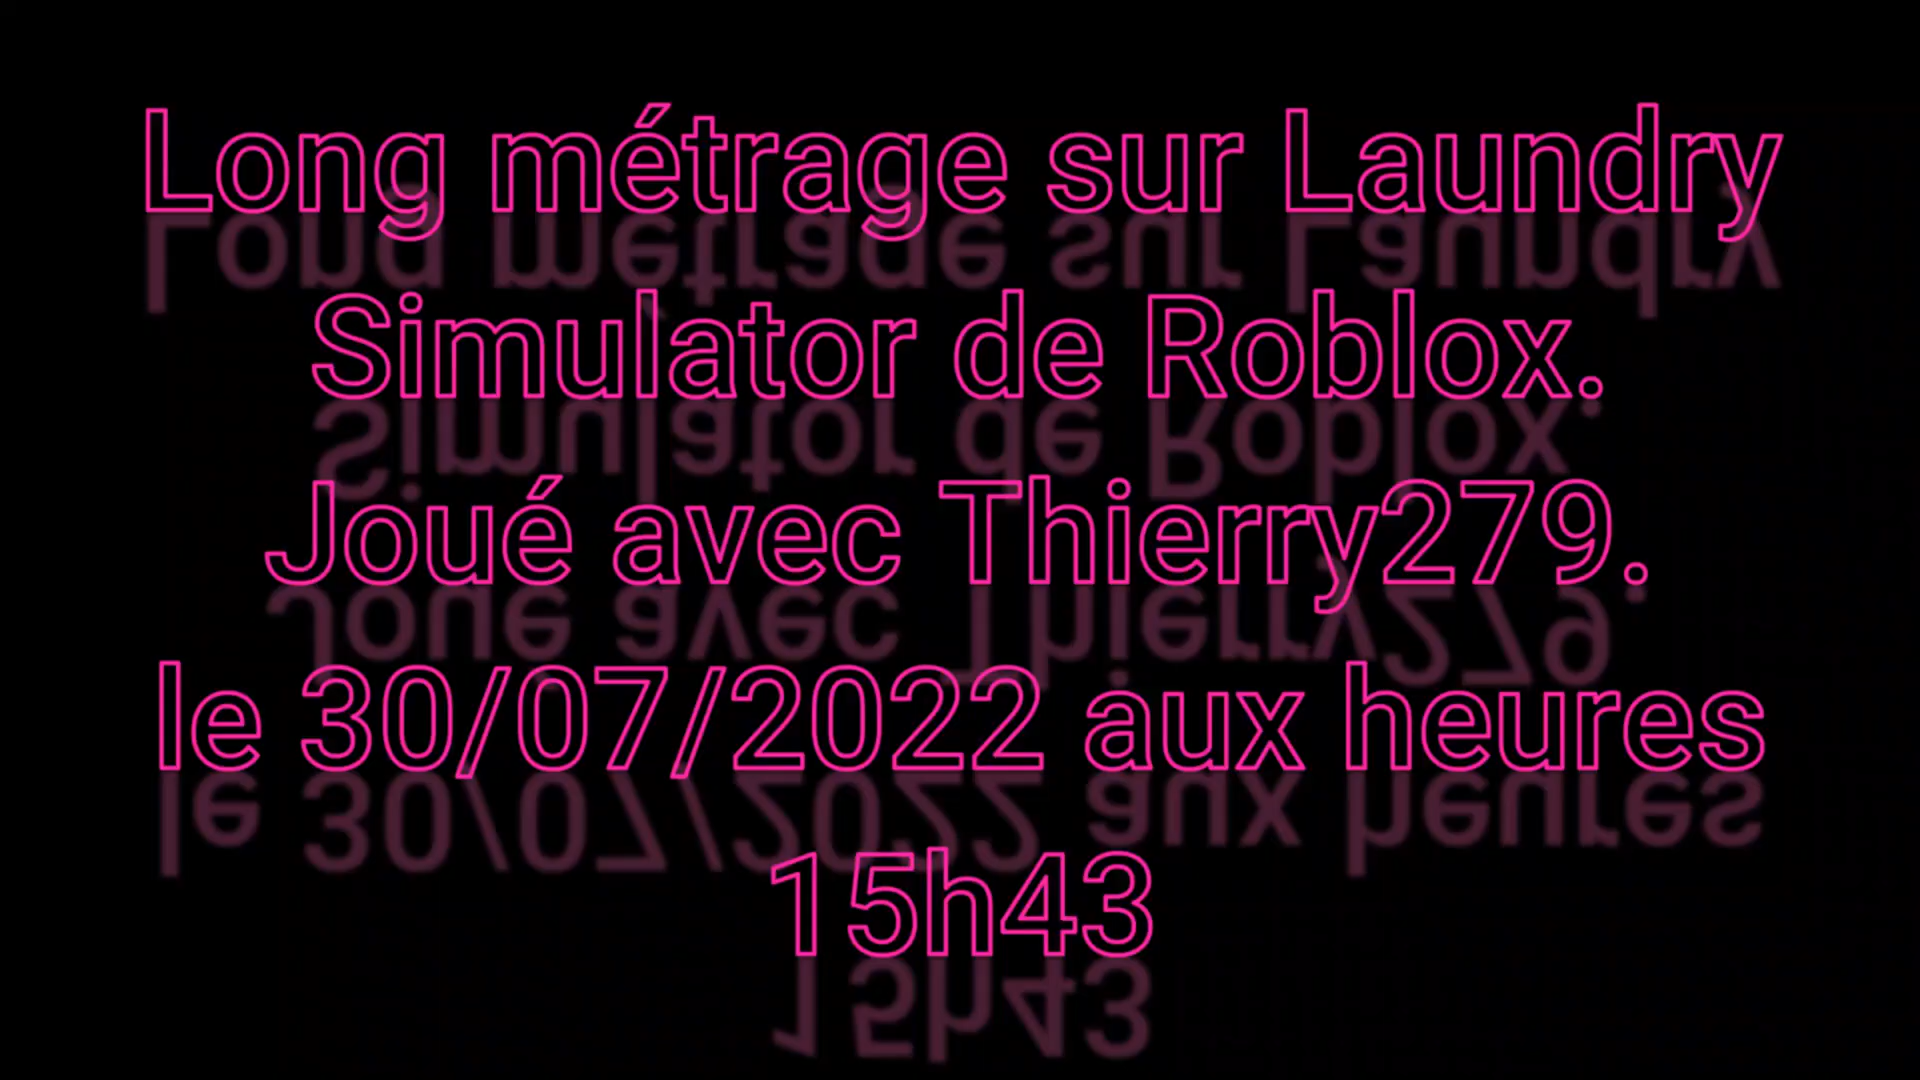 Long métrage sur Laundry
Simulator de Roblox.
Joué avec Thierry279.
le 30/07/2022 aux heures
15h43